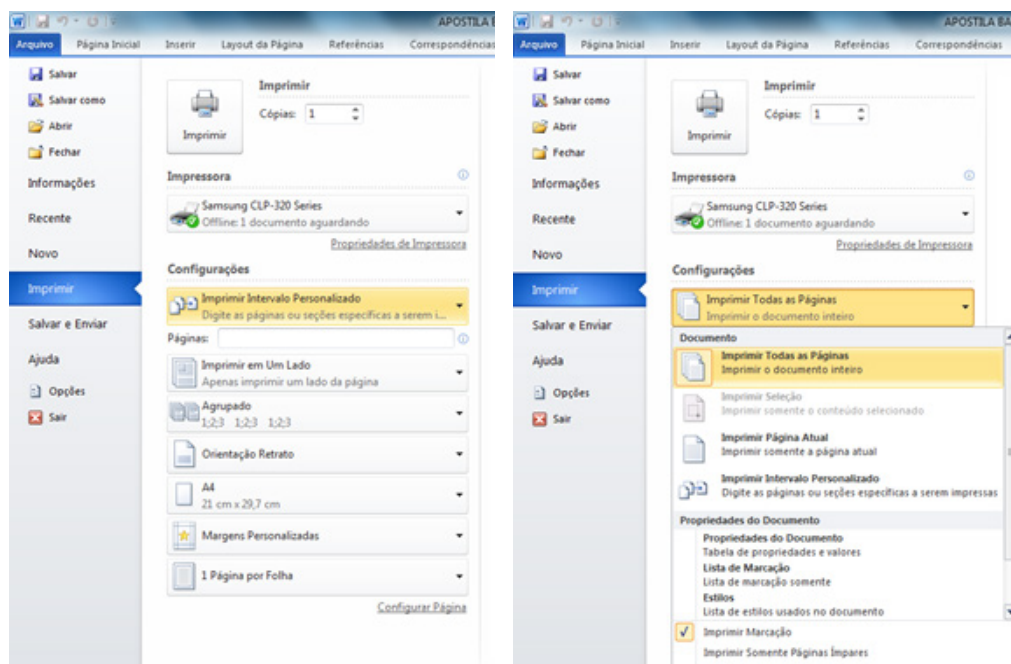 APOSTILA B
Arquivo Página Inicial Inserir Layout da Página Referências Correspondências
Salvar
Salvar como
Abrir
Fechar
Informações
Recente
Novo
Imprimir
Salvar e Enviar
Ajuda
Opções
Sair
Imprimir
Cópias: 1
Imprimir
Impressora
Samsung CLP-320 Series
Offline: 1 documento aguardando
Propriedades de Impressora
Configurações
Imprimir Intervalo Personalizado
Digite as páginas ou seções específicas a serem i...
Páginas:
Imprimir em Um Lado
Apenas imprimir um lado da página
Agrupado
1;2;3 1;2;3 1;2;3
Orientação Retrato
A4
21 cm x 29,7 cm
Margens Personalizadas
1 Página por Folha
Configurar Página
APOSTILA BA
Arquivo Página Inicial Inserir Layout da Página Referências Correspondências
Salvar
Salvar como
Abrir
Fechar
Informações
Recente
Novo
Imprimir
Salvar e Enviar
Ajuda
Opções
Sair
Imprimir
Cópias: 1
Imprimir
Impressora
Samsung CLP-320 Series
Offline: 1 documento aguardando
Propriedades de Impressora
Configurações
Imprimir Todas as Páginas
Imprimir o documento inteiro
Documento
Imprimir Todas as Páginas
Imprimir o documento inteiro
Imprimir Seleção
Imprimir somente o conteúdo selecionado
Imprimir Página Atual
Imprimir somente a página atual
Imprimir Intervalo Personalizado
Digite as páginas ou seções específicas a serem impressas
Propriedades do Documento
Propriedades do Documento
Tabela de propriedades e valores
Lista de Marcação
Lista de marcação somente
Estilos
Lista de estilos usados no documento
Imprimir Marcação
Imprimir Somente Páginas Ímpares